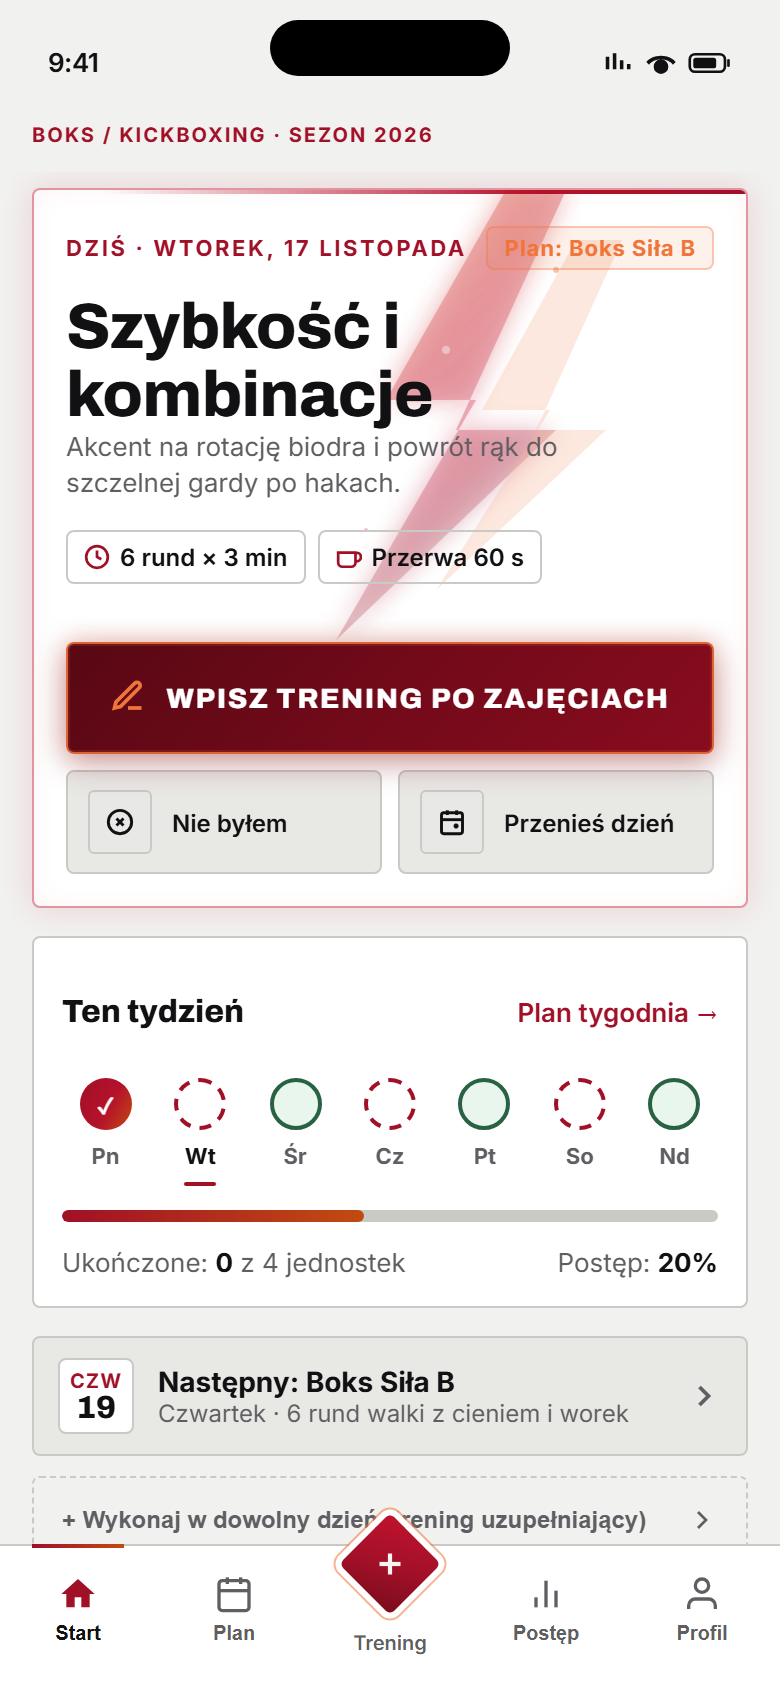 9:41
BOKS / KICKBOXING · SEZON 2026
DZIŚ · WTOREK, 17 LISTOPADA
Plan: Boks Siła B
Szybkość i
kombinacje
Akcent na rotację biodra i powrót rąk do
szczelnej gardy po hakach.
6 rund × 3 min
Przerwa 60 s
WPISZ TRENING PO ZAJĘCIACH
Nie byłem
Przenieś dzień
Ten tydzień
Plan tygodnia →
Pn Wt Śr Cz Pt So Nd
Ukończone: 0 z 4 jednostek
Postęp: 20%
CZW
19
Następny: Boks Siła B
Czwartek · 6 rund walki z cieniem i worek
+ Wykonaj w dowolny dzień uzupełniający)
Start
Plan
Trening
Postęp
Profil